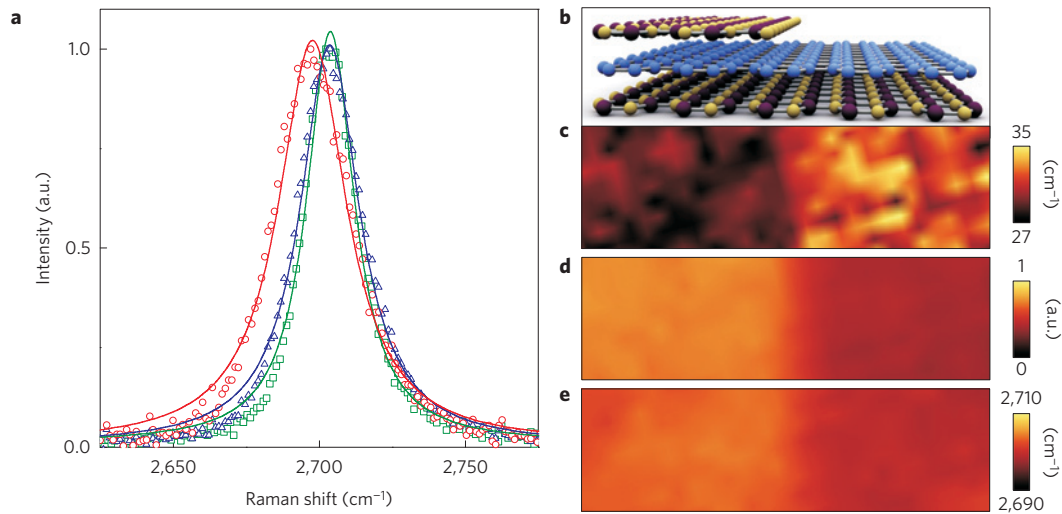 a
1.0
0.5
0.0
Intensity (a.u.)
2,650
2,700
2,750
Raman shift (cm⁻¹)
b
c
35
(cm⁻¹)
27
d
1
(a.u.)
0
e
2,710
(cm⁻¹)
2,690